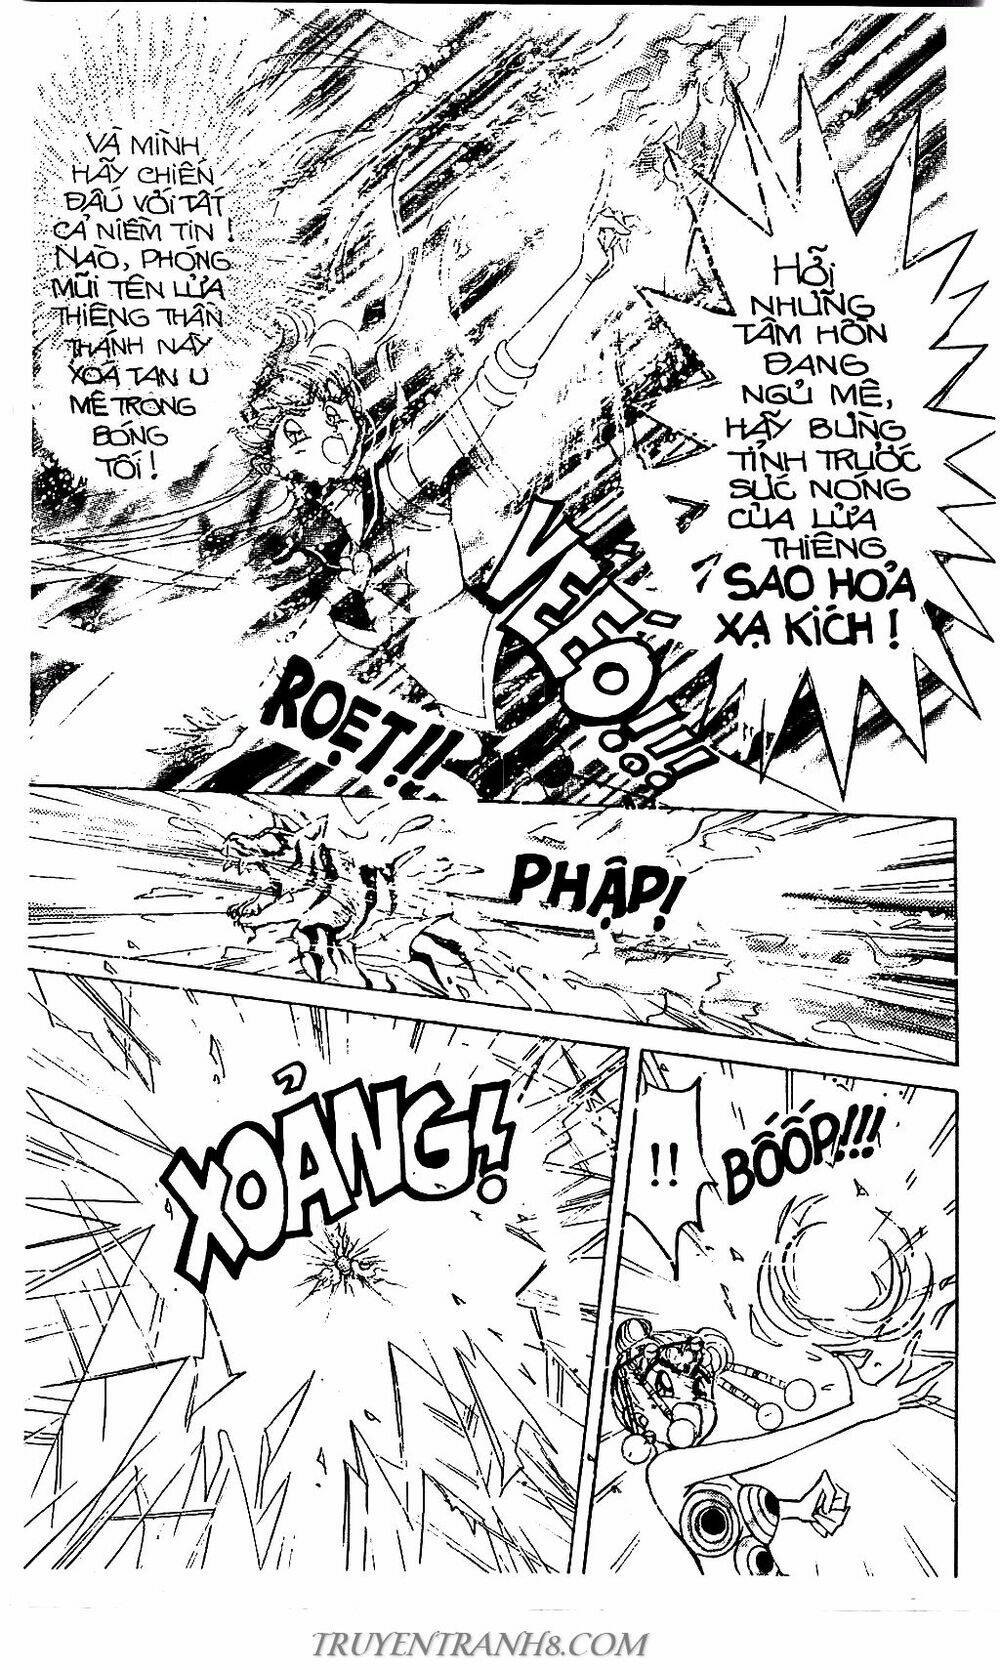 VÀ MÌNH
HÃY CHIẾN
ĐẤU VỚI TẤT
CẢ NIỀM TIN !
NÀO, PHÓNG
MŨI TÊN LỬA
THIÊNG THẦN
THÁNH NÀY
XOÁ TAN U
MÊ TRONG
BÓNG
TỐI !
HỠI
NHỮNG
TÂM HỒN
ĐANG
NGỦ MÊ,
HÃY BỪNG
TỈNH TRƯỚC
SỨC NÓNG
CỦA LỬA
THIÊNG
SAO HỎA
XẠ KÍCH !
VÉÉÉO!!!
ROẸT!!
PHẬP!
XOẢNG!
!!
BỐỐP!!!
TRUYENTRANH8.COM